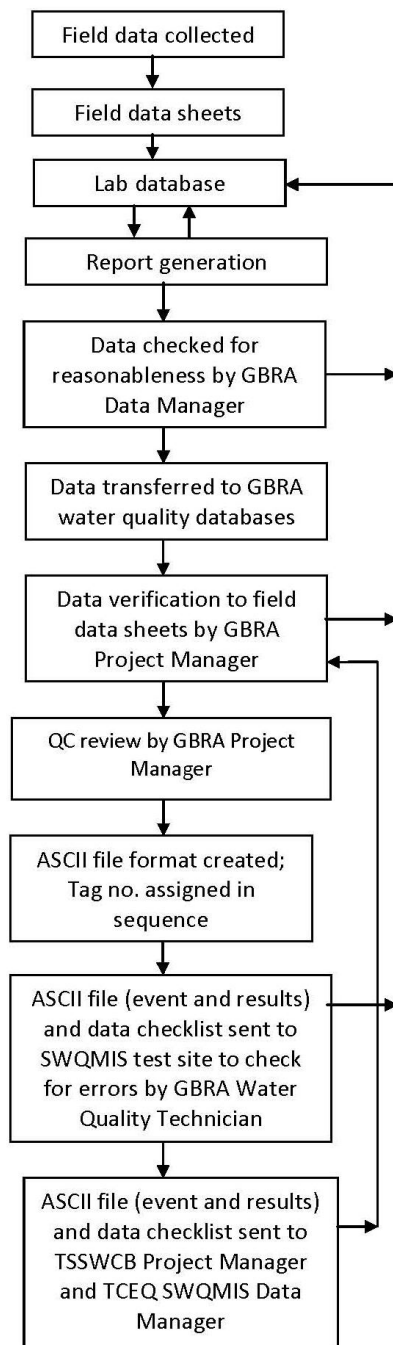 Field data collected
Field data sheets
Lab database
Report generation
Data checked for
reasonableness by GBRA
Data Manager
Data transferred to GBRA
water quality databases
Data verification to field
data sheets by GBRA
Project Manager
QC review by GBRA Project
Manager
ASCII file format created;
Tag no. assigned in
sequence
ASCII file (event and results)
and data checklist sent to
SWQMIS test site to check
for errors by GBRA Water
Quality Technician
ASCII file (event and results)
and data checklist sent to
TSSWCB Project Manager
and TCEQ SWQMIS Data
Manager